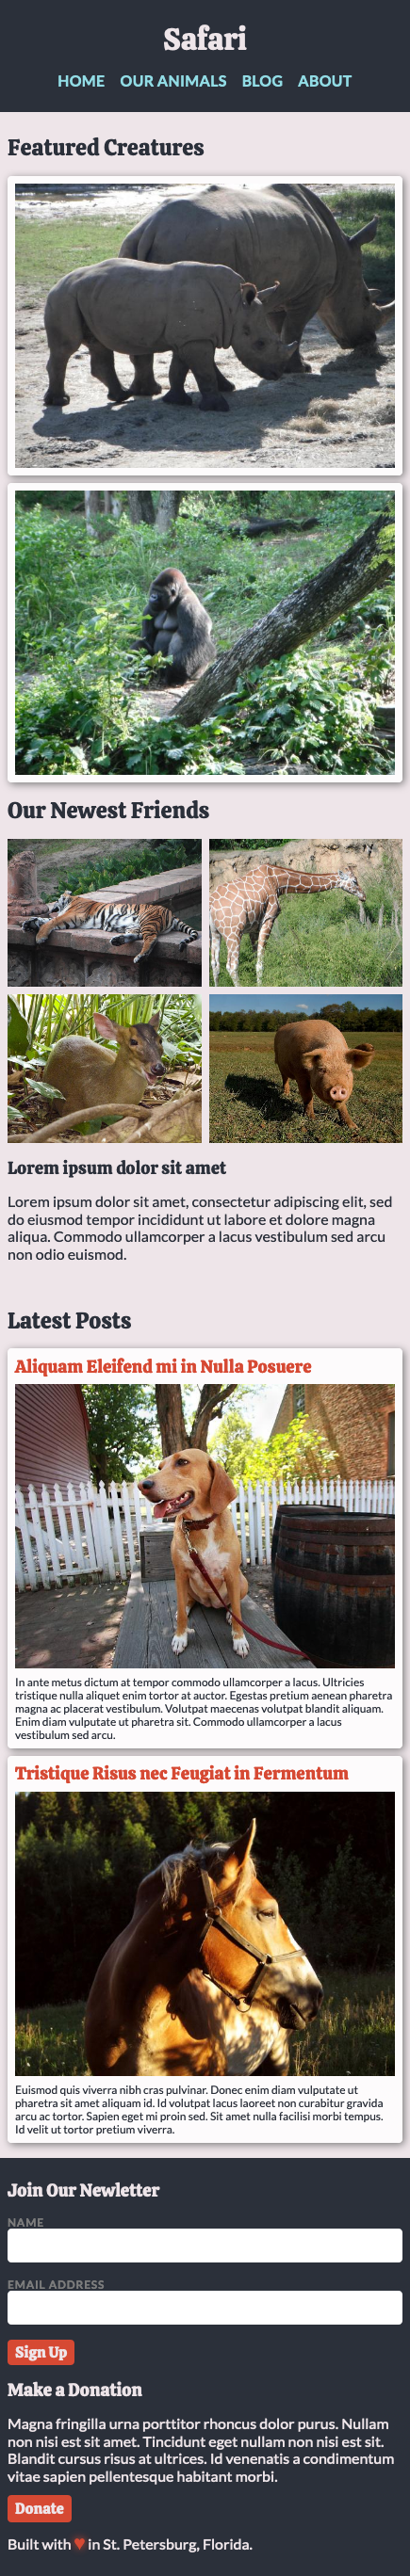 Safari
HOME OUR ANIMALS BLOG ABOUT
Featured Creatures
Our Newest Friends
Lorem ipsum dolor sit amet
Lorem ipsum dolor sit amet, consectetur adipiscing elit, sed
do eiusmod tempor incididunt ut labore et dolore magna
aliqua. Commodo ullamcorper a lacus vestibulum sed arcu
non odio euismod.
Latest Posts
Aliquam Eleifend mi in Nulla Posuere
In ante metus dictum at tempor commodo ullamcorper a lacus. Ultricies
tristique nulla aliquet enim tortor at auctor. Egestas pretium aenean pharetra
magna ac placerat vestibulum. Volutpat maecenas volutpat blandit aliquam.
Enim diam vulputate ut pharetra sit. Commodo ullamcorper a lacus
vestibulum sed arcu.
Tristique Risus nec Feugiat in Fermentum
Euismod quis viverra nibh cras pulvinar. Donec enim diam vulputate ut
pharetra sit amet aliquam id. Id volutpat lacus laoreet non curabitur gravida
arcu ac tortor. Sapien eget mi proin sed. Sit amet nulla facilisi morbi tempus.
Id velit ut tortor pretium viverra.
Join Our Newletter
NAME
EMAIL ADDRESS
Sign Up
Make a Donation
Magna fringilla urna porttitor rhoncus dolor purus. Nullam
non nisi est sit amet. Tincidunt eget nullam non nisi est sit.
Blandit cursus risus at ultrices. Id venenatis a condimentum
vitae sapien pellentesque habitant morbi.
Donate
Built with ♥ in St. Petersburg, Florida.